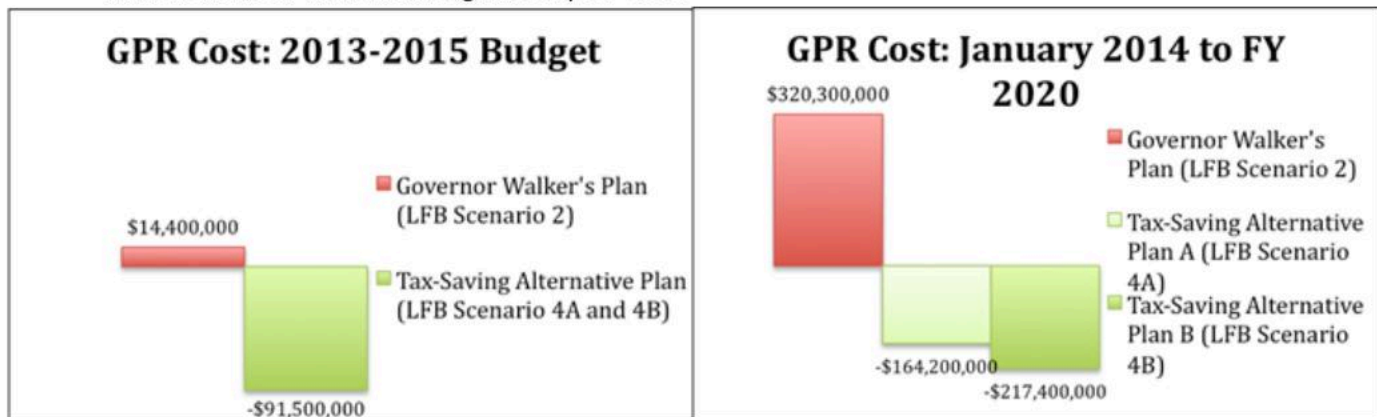 GPR Cost: 2013-2015 Budget
$14,400,000
-$91,500,000
Governor Walker's Plan
(LFB Scenario 2)
Tax-Saving Alternative Plan
(LFB Scenario 4A and 4B)
GPR Cost: January 2014 to FY
2020
$320,300,000
-$164,200,000
-$217,400,000
Governor Walker's
Plan (LFB Scenario 2)
Tax-Saving Alternative
Plan A (LFB Scenario
4A)
Tax-Saving Alternative
Plan B (LFB Scenario
4B)